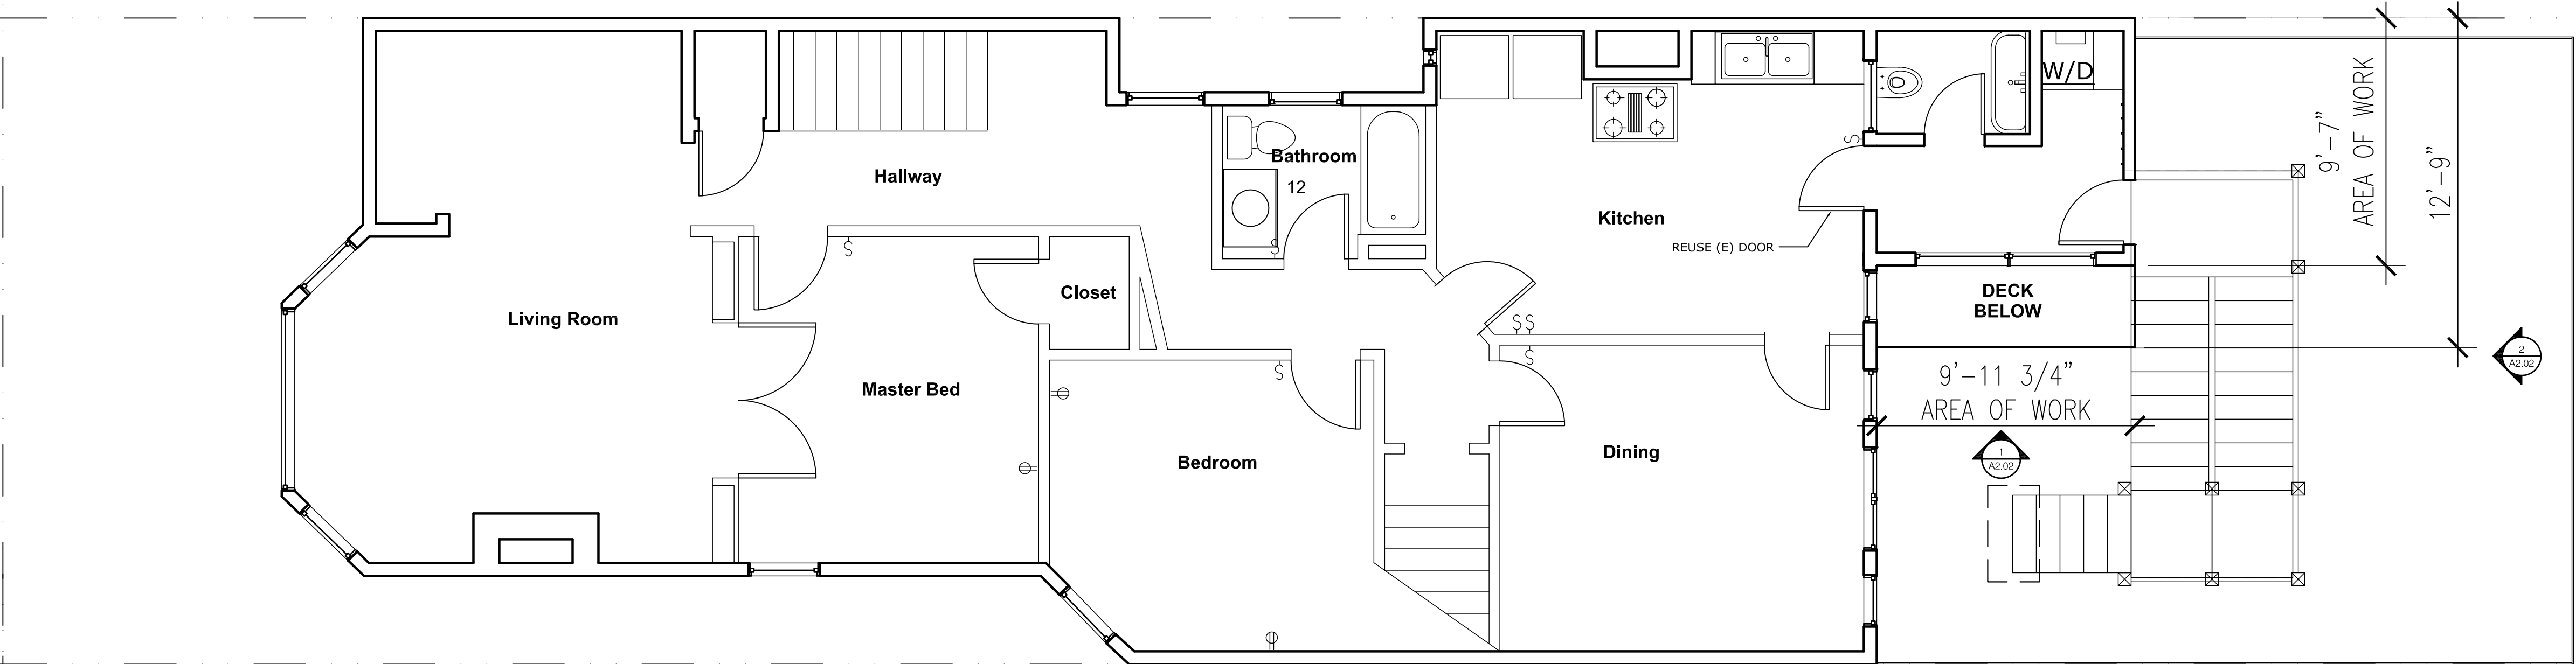 W/D
9'-7"
AREA OF WORK
12'-9"
Bathroom
12
Hallway
Kitchen
REUSE (E) DOOR
S
S
S
Closet
Living Room
DECK
BELOW
SS
S
S
2
A2.02
9'-11 3/4"
AREA OF WORK
Master Bed
Bedroom
Dining
1
A2.02